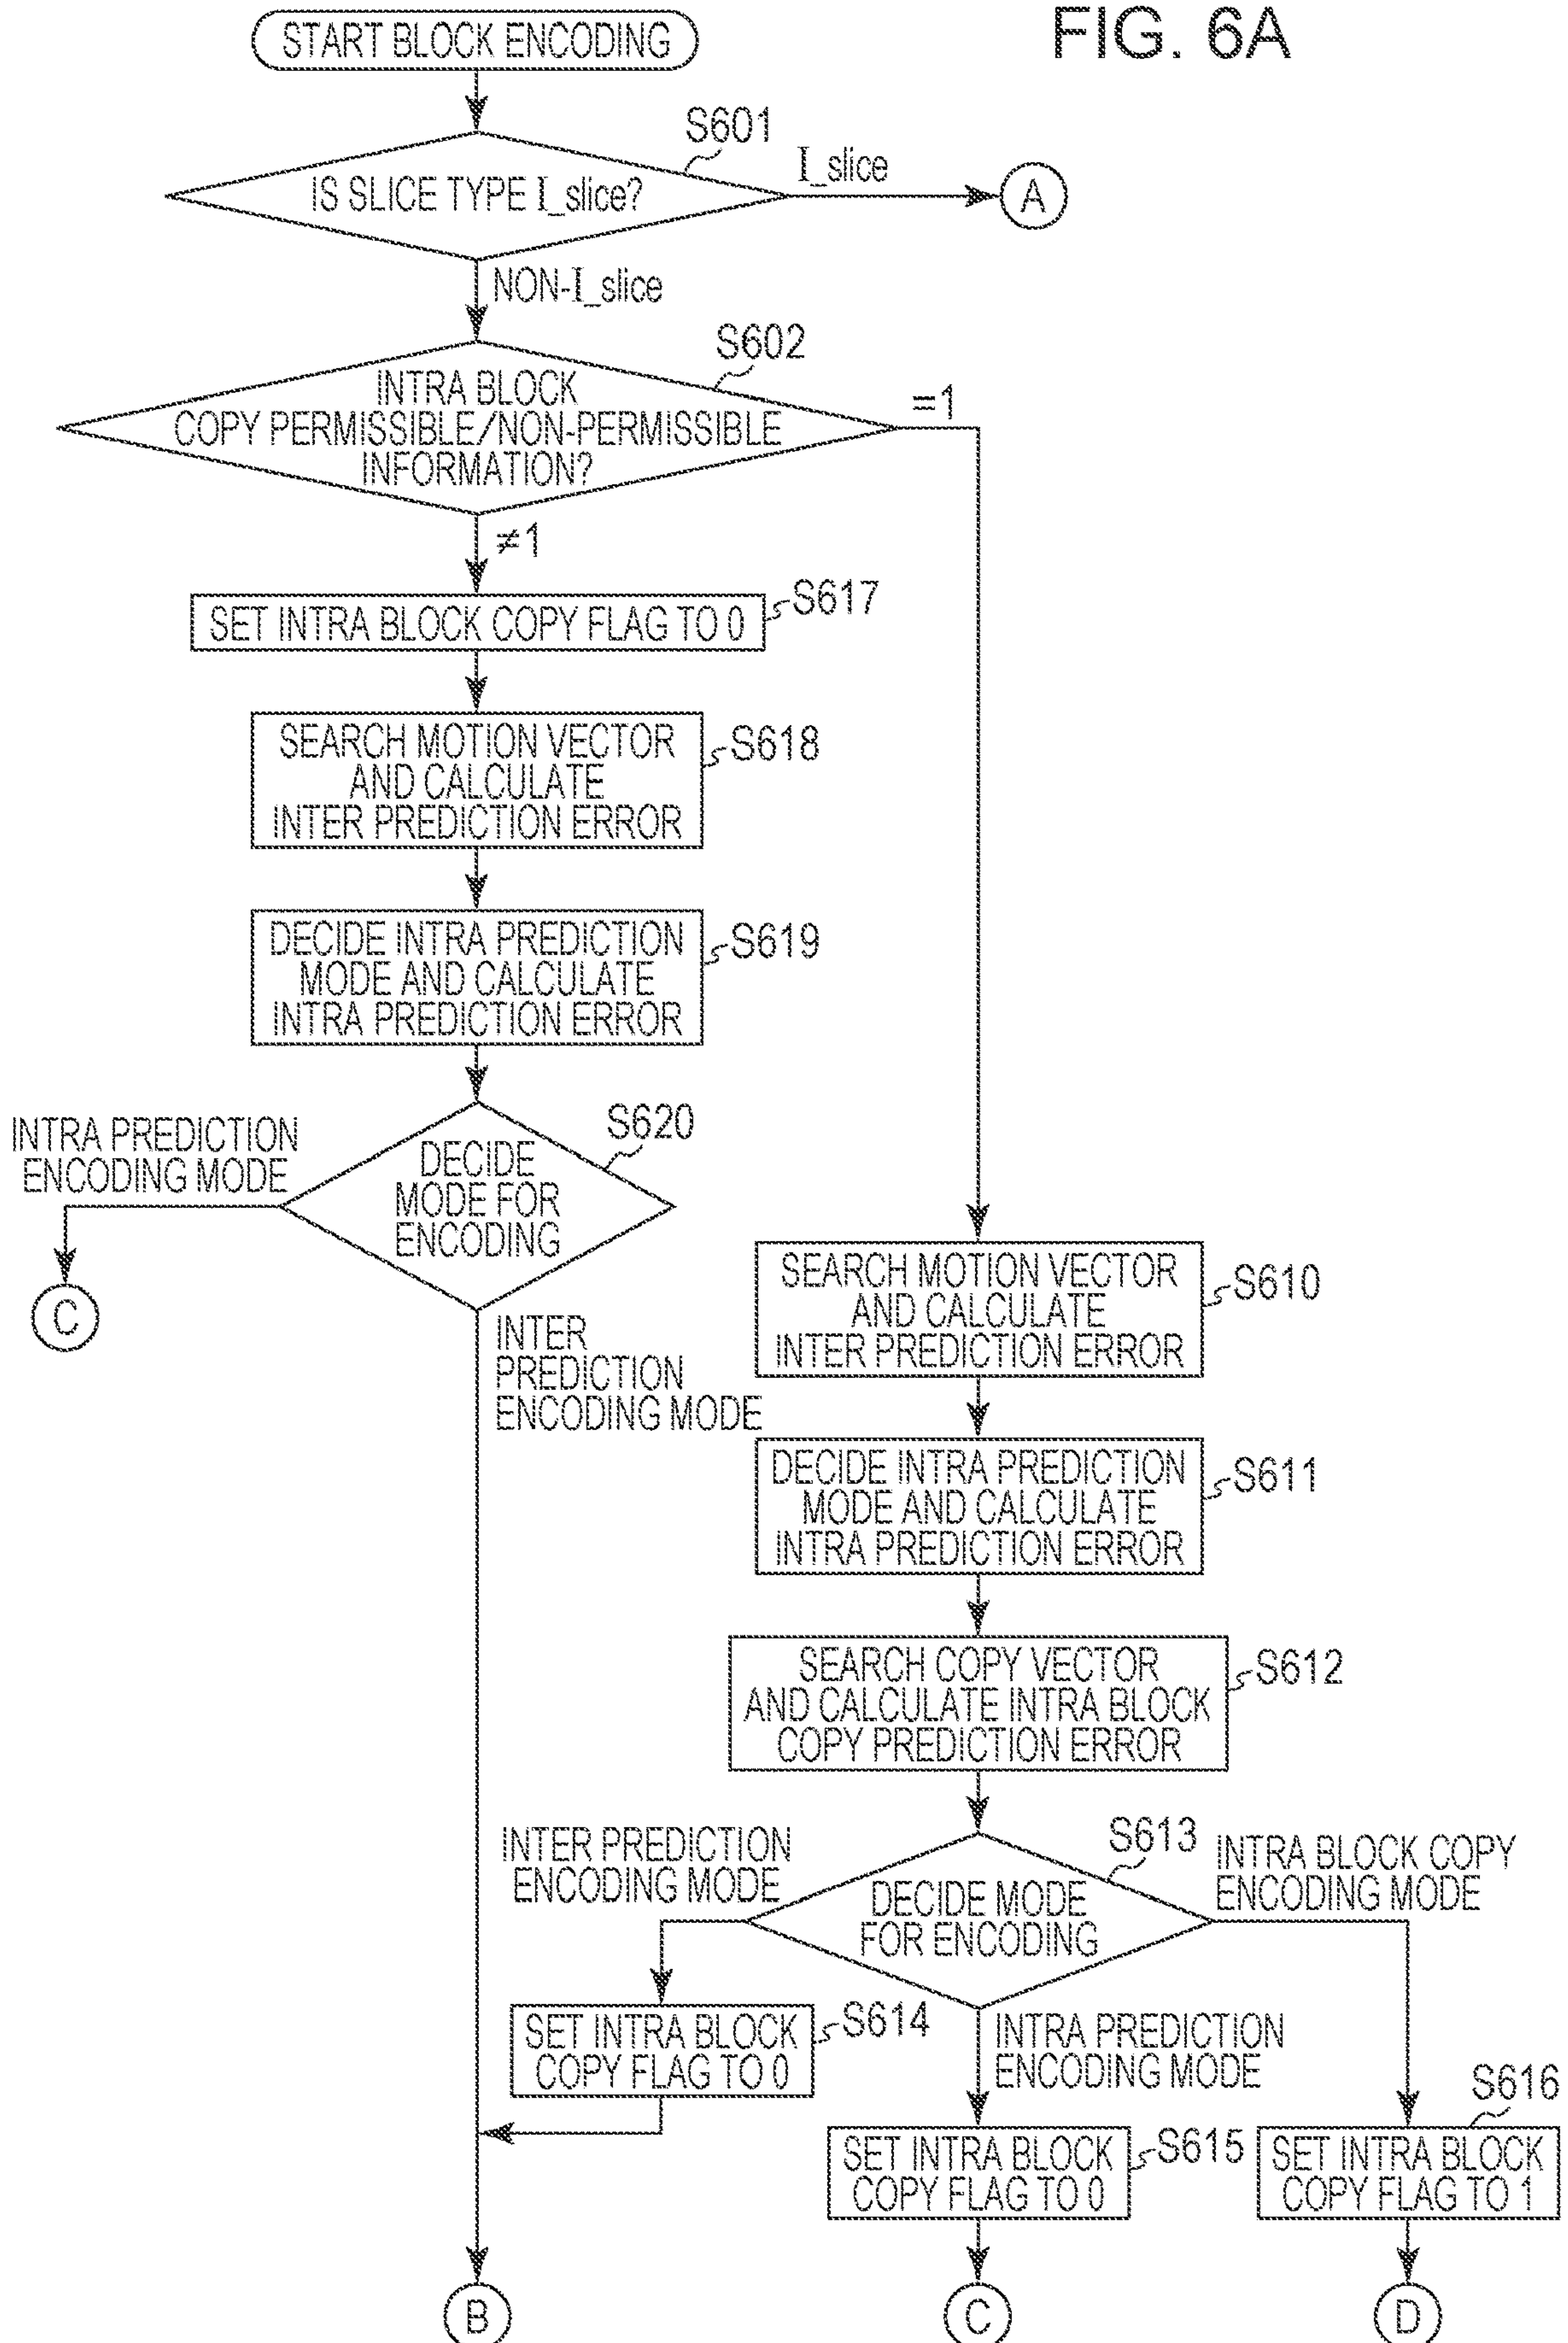 FIG. 6A
START BLOCK ENCODING
S601
IS SLICE TYPE I_slice?
I_slice
A
NON-I_slice
S602
INTRA BLOCK
COPY PERMISSIBLE/NON-PERMISSIBLE
INFORMATION?
=1
≠1
S617
SET INTRA BLOCK COPY FLAG TO 0
SEARCH MOTION VECTOR
AND CALCULATE
INTER PREDICTION ERROR
S618
DECIDE INTRA PREDICTION
MODE AND CALCULATE
INTRA PREDICTION ERROR
S619
INTRA PREDICTION
ENCODING MODE
S620
DECIDE
MODE FOR
ENCODING
C
INTER
PREDICTION
ENCODING MODE
SEARCH MOTION VECTOR
AND CALCULATE
INTER PREDICTION ERROR
S610
DECIDE INTRA PREDICTION
MODE AND CALCULATE
INTRA PREDICTION ERROR
S611
SEARCH COPY VECTOR
AND CALCULATE INTRA BLOCK
COPY PREDICTION ERROR
S612
INTER PREDICTION
ENCODING MODE
S613
DECIDE MODE
FOR ENCODING
INTRA BLOCK COPY
ENCODING MODE
SET INTRA BLOCK
COPY FLAG TO 0
S614
INTRA PREDICTION
ENCODING MODE
SET INTRA BLOCK
COPY FLAG TO 0
S615
S616
SET INTRA BLOCK
COPY FLAG TO 1
B
C
D